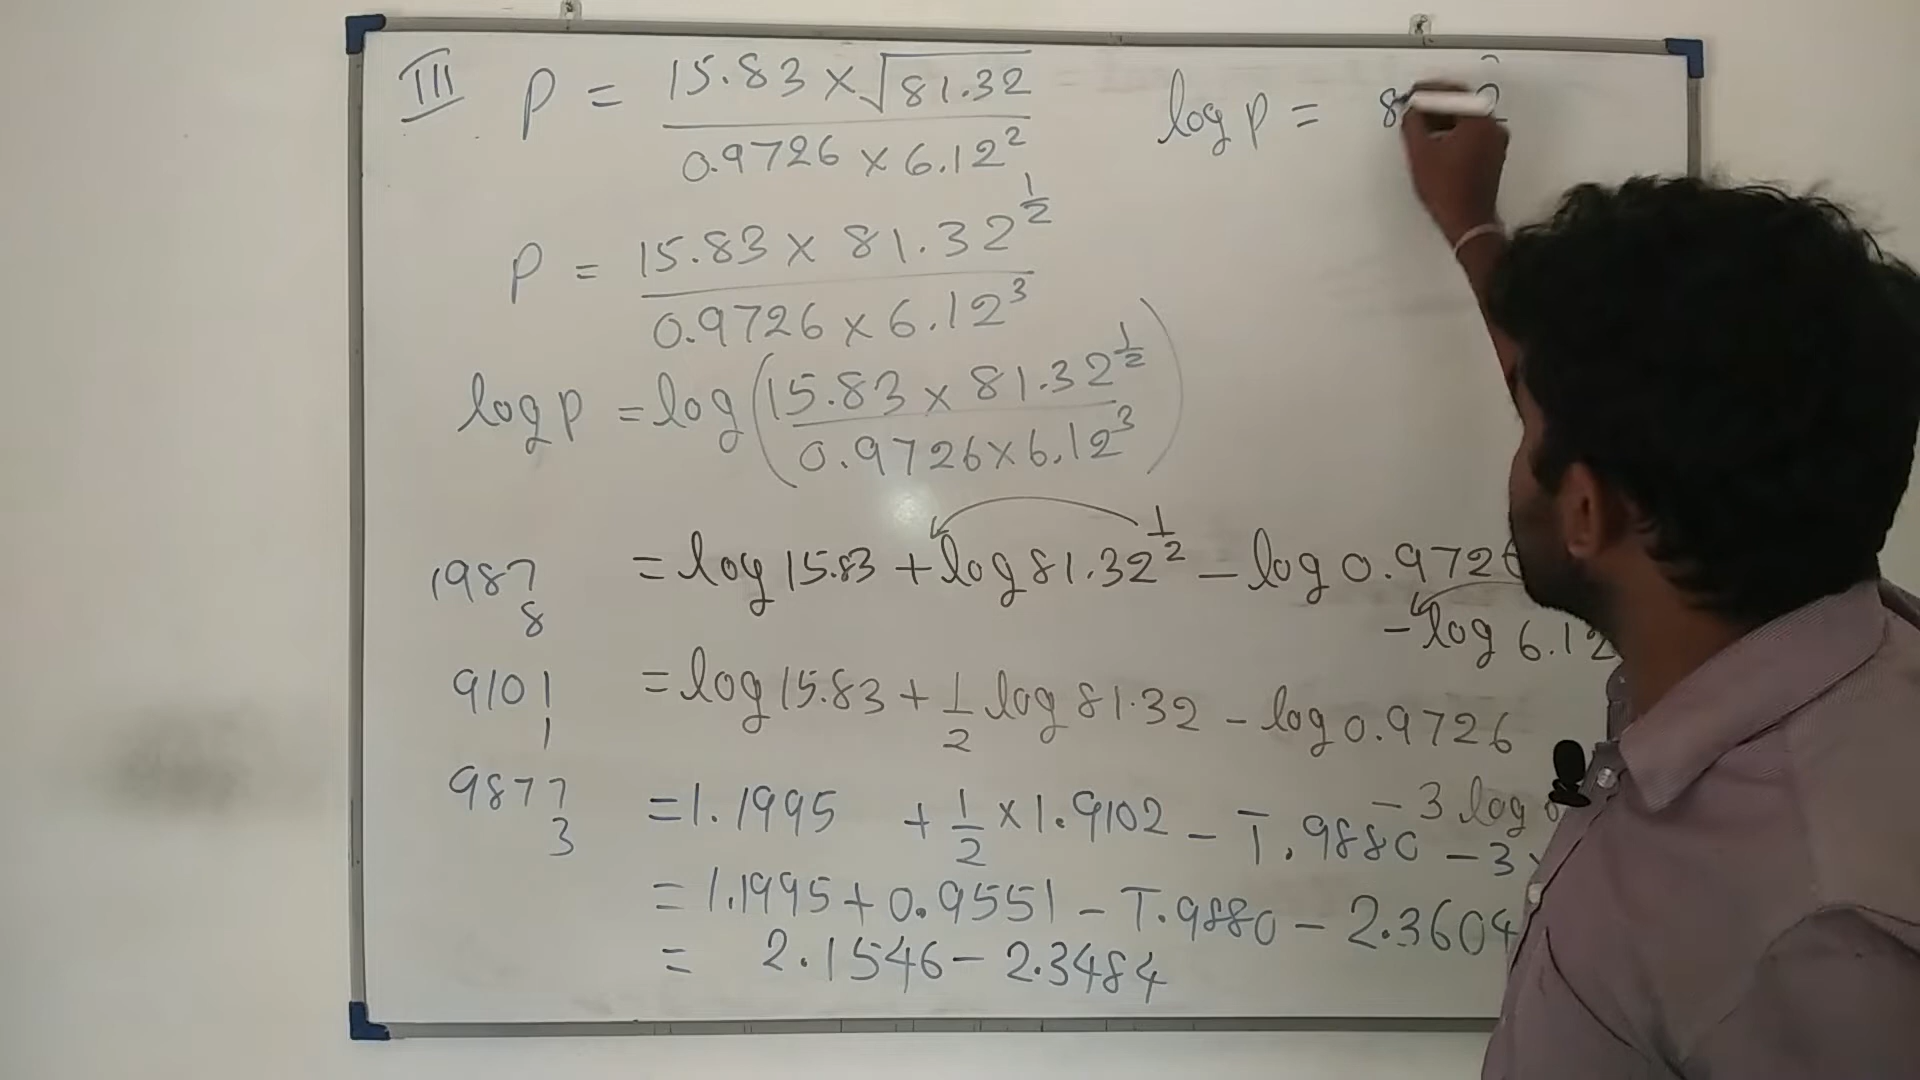 III P = 15.83 × √81.32 / 0.9726 × 6.12²
P = 15.83 × 81.32^½ / 0.9726 × 6.12³
log P = log ( 15.83 × 81.32^½ / 0.9726 × 6.12³ )
= log 15.83 + log 81.32^½ − log 0.9726
− log 6.12
= log 15.83 + ½ log 81.32 − log 0.9726
− 3 log
= 1.1995 + ½ × 1.9102 − T.9880 − 3
= 1.1995 + 0.9551 − T.9880 − 2.3604
= 2.1546 − 2.3484
1987
8
9101
1
9877
3
log P =